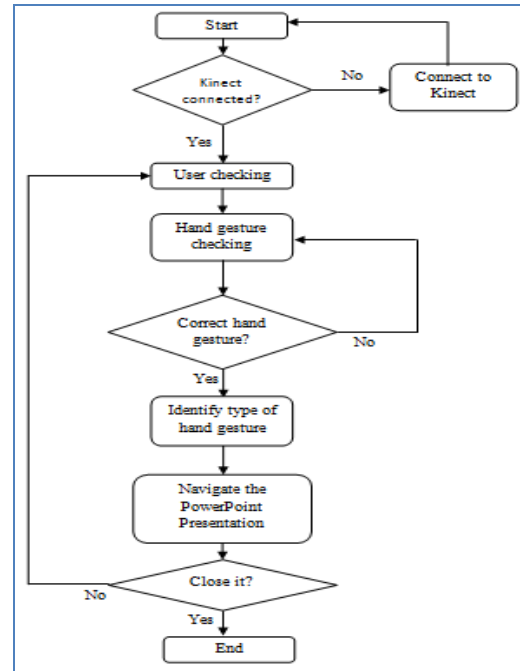 Start
Kinect
connected?
No
Connect to
Kinect
Yes
User checking
Hand gesture
checking
Correct hand
gesture?
No
Yes
Identify type of
hand gesture
Navigate the
PowerPoint
Presentation
Close it?
No
Yes
End